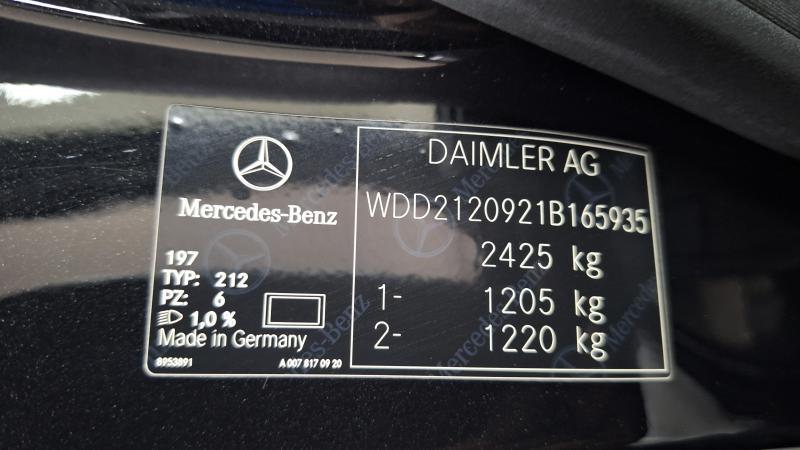 Mercedes-Benz
197
TYP: 212
PZ: 6
1,0 %
Made in Germany
8953891
A 007 817 09 20
DAIMLER AG
WDD2120921B165935
2425 kg
1- 1205 kg
2- 1220 kg